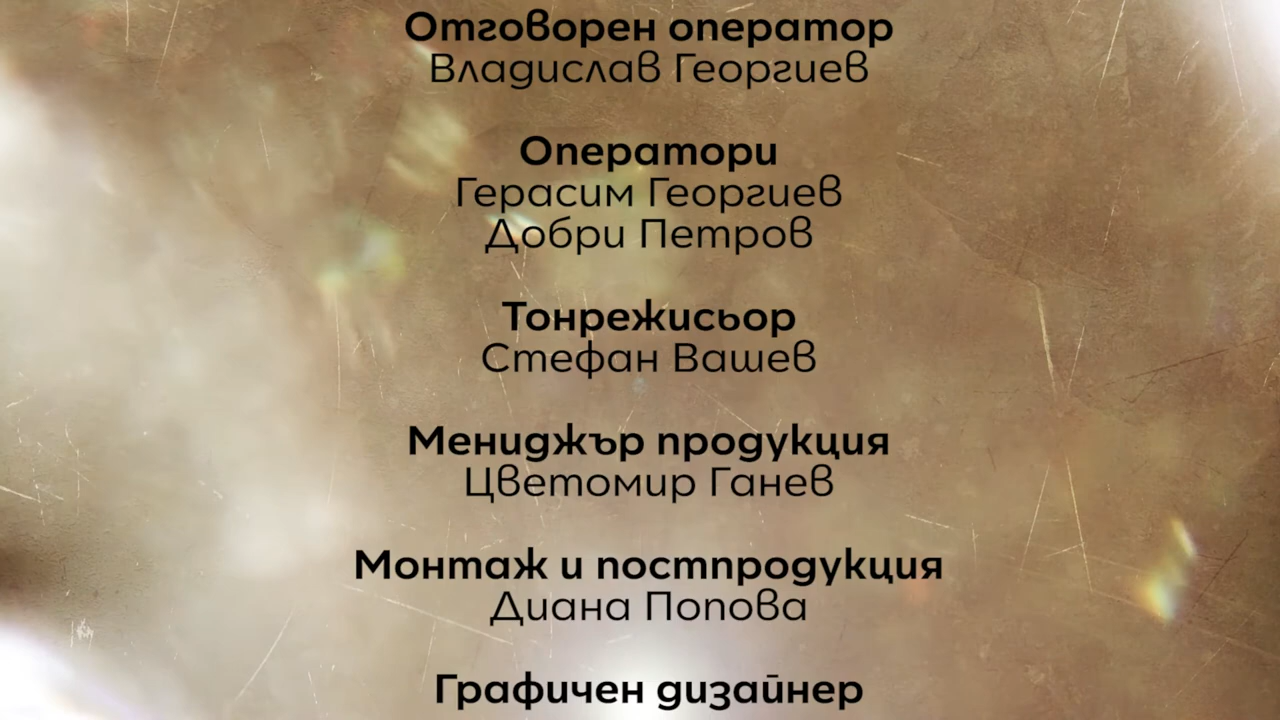 Отговорен оператор
Владислав Георгиев
Оператори
Герасим Георгиев
Добри Петров
Тонрежисьор
Стефан Вашев
Мениджър продукция
Цветомир Ганев
Монтаж и постпродукция
Диана Попова
Графичен дизайнер